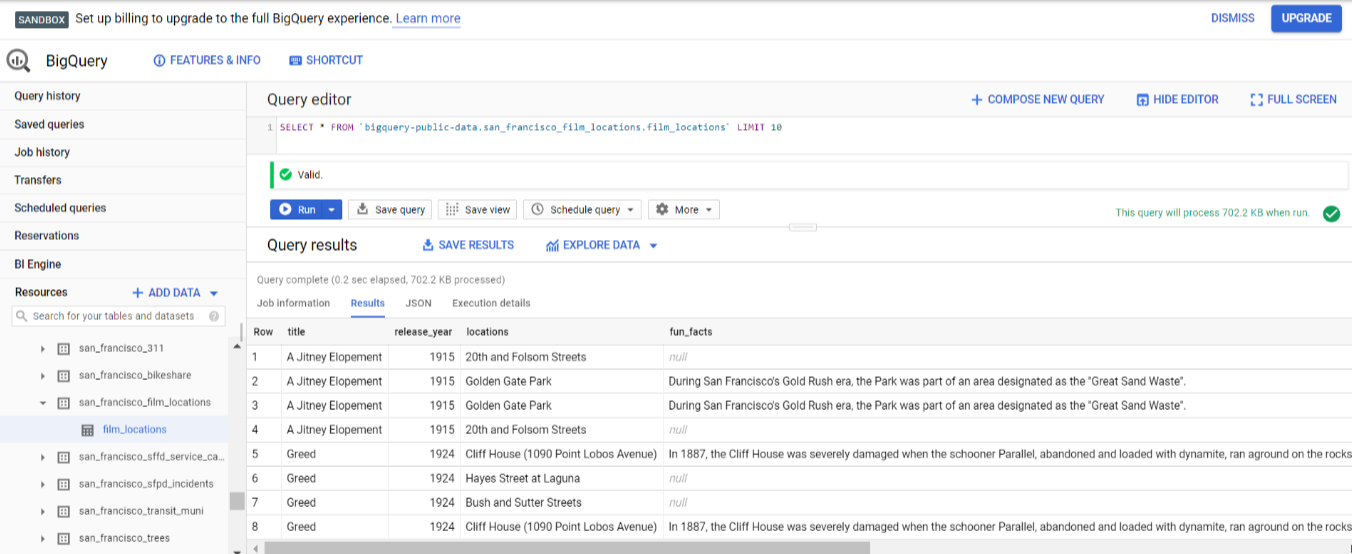 SANDBOX Set up billing to upgrade to the full BigQuery experience. Learn more DISMISS UPGRADE
BigQuery FEATURES & INFO SHORTCUT
Query history
Saved queries
Job history
Transfers
Scheduled queries
Reservations
BI Engine
Resources + ADD DATA
Search for your tables and datasets
san_francisco_311
san_francisco_bikeshare
san_francisco_film_locations
film_locations
san_francisco_sffd_service_ca...
san_francisco_sfpd_incidents
san_francisco_transit_muni
san_francisco_trees
Query editor + COMPOSE NEW QUERY HIDE EDITOR FULL SCREEN
1 SELECT * FROM `bigquery-public-data.san_francisco_film_locations.film_locations` LIMIT 10
Valid.
Run Save query Save view Schedule query More This query will process 702.2 KB when run.
Query results SAVE RESULTS EXPLORE DATA
Query complete (0.2 sec elapsed, 702.2 KB processed)
Job information Results JSON Execution details
Row title release_year locations fun_facts
1 A Jitney Elopement 1915 20th and Folsom Streets null
2 A Jitney Elopement 1915 Golden Gate Park During San Francisco's Gold Rush era, the Park was part of an area designated as the "Great Sand Waste".
3 A Jitney Elopement 1915 Golden Gate Park During San Francisco's Gold Rush era, the Park was part of an area designated as the "Great Sand Waste".
4 A Jitney Elopement 1915 20th and Folsom Streets null
5 Greed 1924 Cliff House (1090 Point Lobos Avenue) In 1887, the Cliff House was severely damaged when the schooner Parallel, abandoned and loaded with dynamite, ran aground on the rocks
6 Greed 1924 Hayes Street at Laguna null
7 Greed 1924 Bush and Sutter Streets null
8 Greed 1924 Cliff House (1090 Point Lobos Avenue) In 1887, the Cliff House was severely damaged when the schooner Parallel, abandoned and loaded with dynamite, ran aground on the rocks